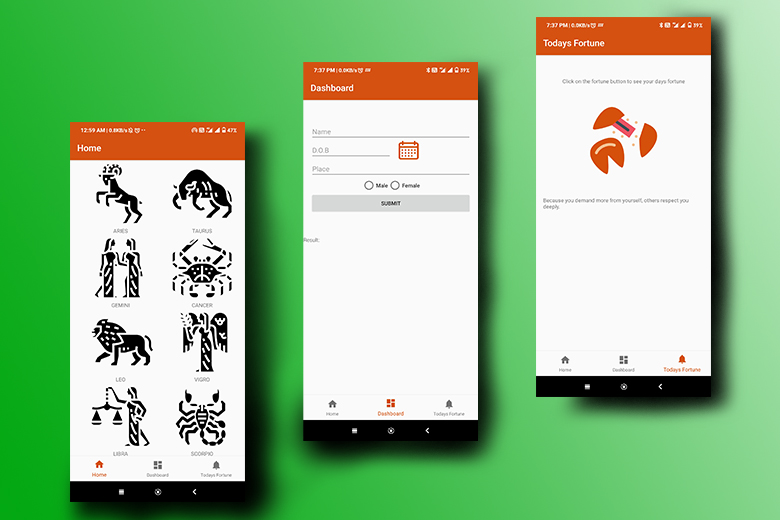 12:59 AM | 0.8KB/s
47%
Home
ARIES
TAURUS
GEMINI
CANCER
LEO
VIGRO
LIBRA
SCORPIO
Home
Dashboard
Todays Fortune
7:37 PM | 0.0KB/s
89%
Dashboard
Name
D.O.B
Place
Male
Female
SUBMIT
Result:
Home
Dashboard
Todays Fortune
7:37 PM | 0.0KB/s
89%
Todays Fortune
Click on the fortune button to see your days fortune
Because you demand more from yourself, others respect you
deeply.
Home
Dashboard
Todays Fortune